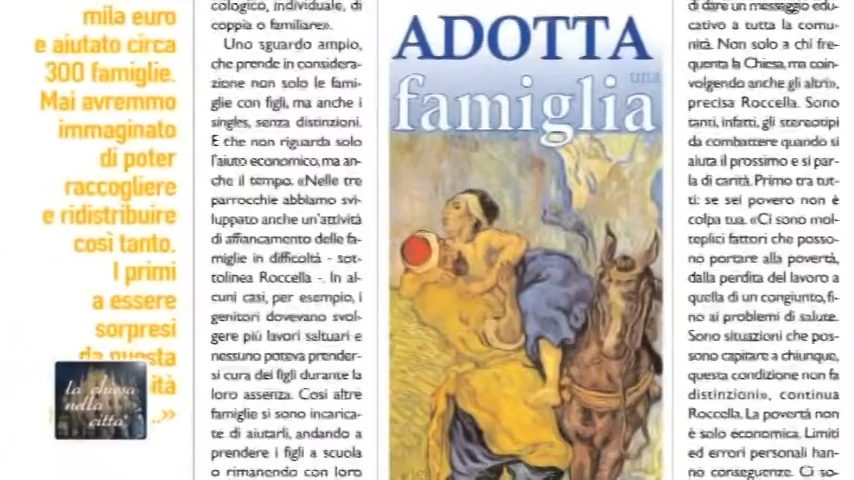 mila euro
e aiutato circa
300 famiglie.
Mai avremmo
immaginato
di poter
raccogliere
e ridistribuire
così tanto.
I primi
a essere
sorpresi
da questa
ità
..»
la chiesa
nella
citta'
cologico, individuale, di
coppia o familiare».
Uno sguardo ampio,
che prende in considera-
zione non solo le fami-
glie con figli, ma anche i
singles, senza distinzioni.
E che non riguarda solo
l'aiuto economico, ma an-
che il tempo. «Nelle tre
parrocchie abbiamo svi-
luppato anche un'attività
di affiancamento delle fa-
miglie in difficoltà - sot-
tolinea Roccella -. In al-
cuni casi, per esempio, i
genitori dovevano svol-
gere più lavori saltuari e
nessuno poteva prender-
si cura dei figli durante la
loro assenza. Così altre
famiglie si sono incarica-
te di aiutarli, andando a
prendere i figli a scuola
o rimanendo con loro
ADOTTA
una
famiglia
di dare un messaggio edu-
cativo a tutta la comu-
nità. Non solo a chi fre-
quenta la Chiesa, ma coin-
volgendo anche gli altri»,
precisa Roccella. Sono
tanti, infatti, gli stereotipi
da combattere quando si
aiuta il prossimo e si par-
la di carità. Primo tra tut-
ti: se sei povero non è
colpa tua. «Ci sono mol-
teplici fattori che posso-
no portare alla povertà,
dalla perdita del lavoro a
quella di un congiunto, fi-
no ai problemi di salute.
Sono situazioni che pos-
sono capitare a chiunque,
questa condizione non fa
distinzioni», continua
Roccella. La povertà non
è solo economica. Limiti
ed errori personali han-
no conseguenze. Ci so-